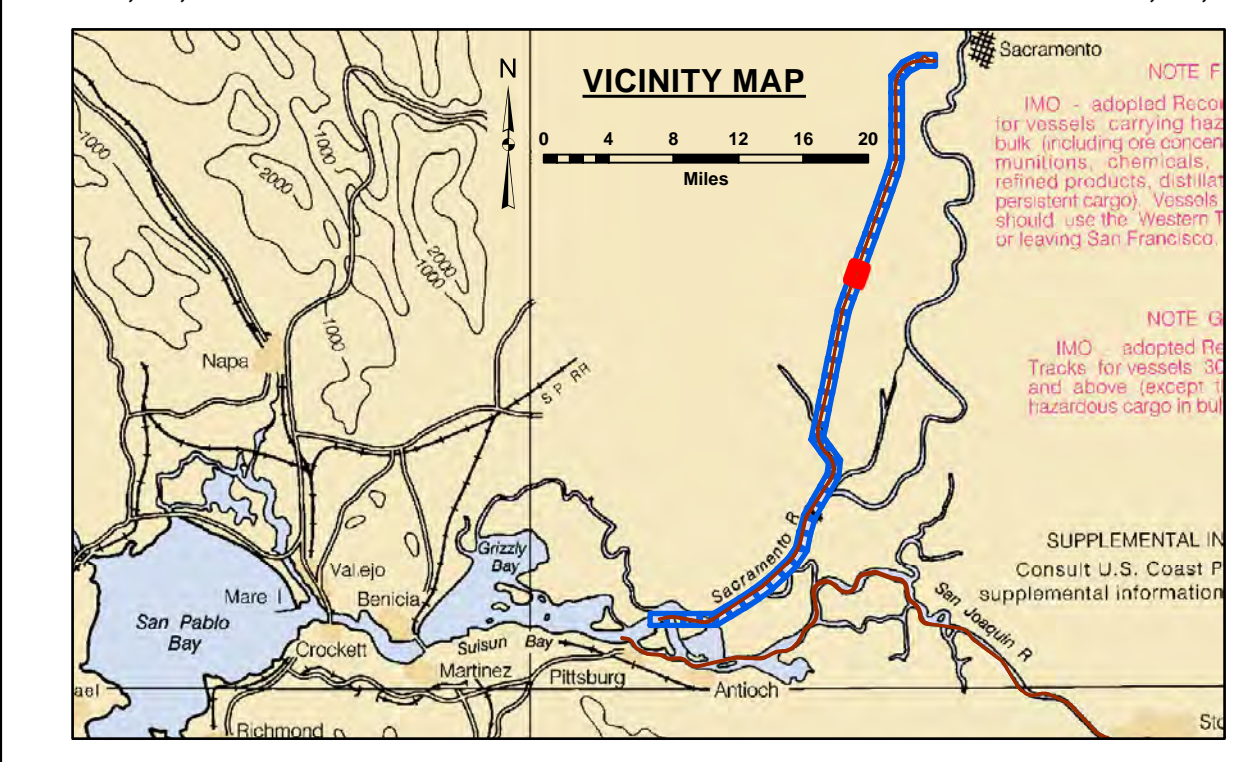 Sacramento
N
VICINITY MAP
NOTE F
IMO - adopted Recor
for vessels carrying haz
bulk (including ore concen
munitions, chemicals,
refined products, distillat
persistent cargo). Vessels
should use the Western T
or leaving San Francisco.
0 4 8 12 16 20
Miles
1000
1000
2000
2000
1000
1000
NOTE G
IMO - adopted Re
Tracks for vessels 30
and above (except t
hazardous cargo in bul
Napa
S P RR
SUPPLEMENTAL IN
Consult U.S. Coast P
supplemental information
Grizzly
Bay
Sacramento R
Vallejo
Mare I
Benicia
San Pablo
Bay
San Joaquin R
Crockett
Suisun Bay
Martinez
Pittsburg
Antioch
ael
Richmond
Sto